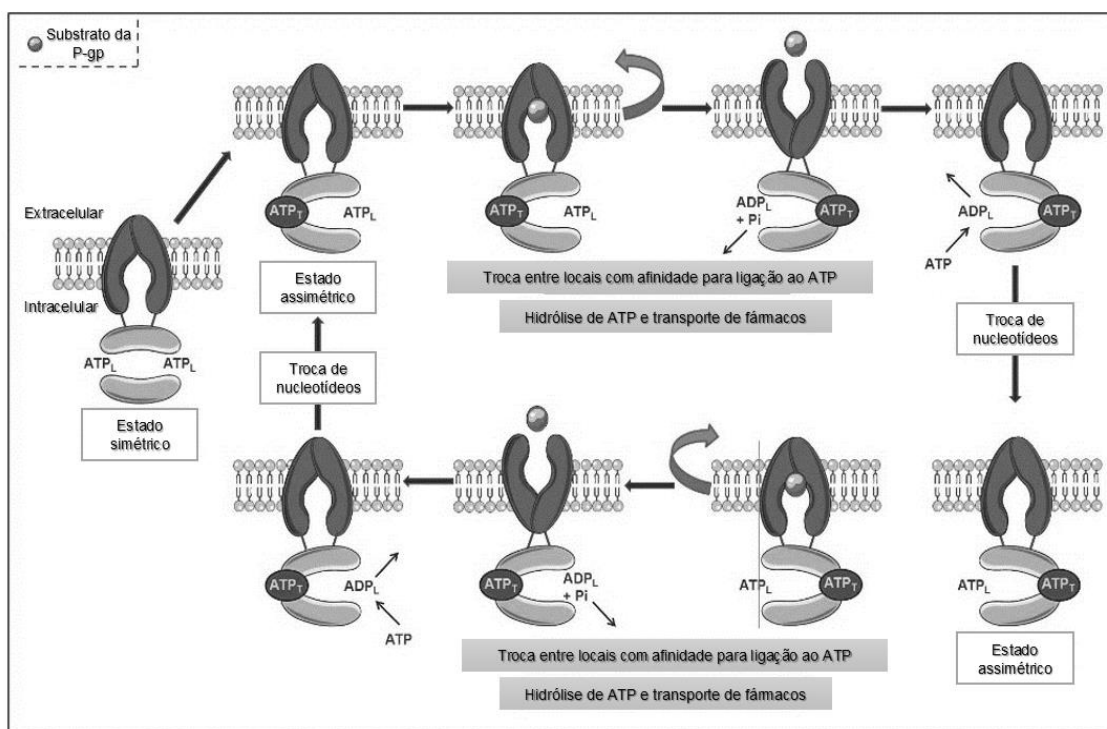 Substrato da
P-gp
Extracelular
Intracelular
ATPL
ATPL
Estado
simétrico
ATPT
ATPL
Estado
assimétrico
Troca de
nucleotídeos
ATPT
ATPL
ADPL
+ Pi
ATPT
Troca entre locais com afinidade para ligação ao ATP
Hidrólise de ATP e transporte de fármacos
ADPL
ATP
ATPT
Troca de
nucleotídeos
ATPT
ADPL
ATP
ATPT
ADPL
+ Pi
ATPL
ATPT
Troca entre locais com afinidade para ligação ao ATP
Hidrólise de ATP e transporte de fármacos
ATPL
ATPT
Estado
assimétrico